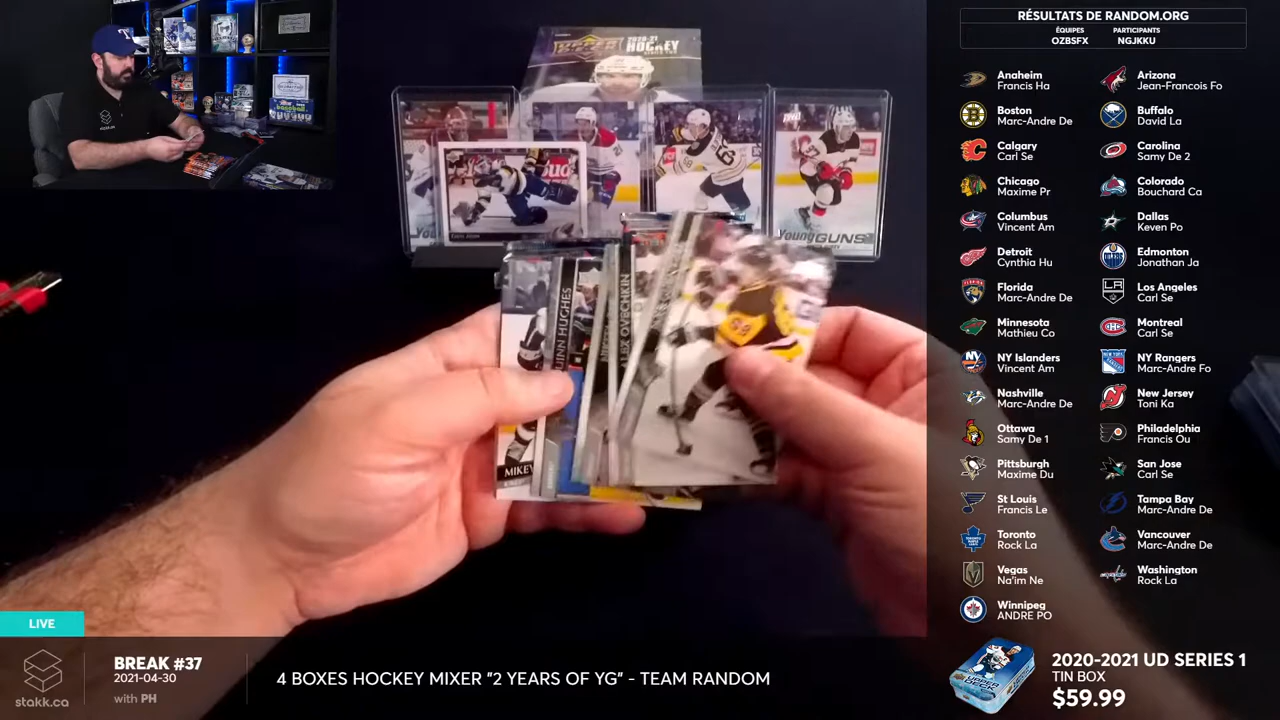 RÉSULTATS DE RANDOM.ORG
ÉQUIPES
OZBSFX
PARTICIPANTS
NGJKKU
Anaheim
Francis Ha
Arizona
Jean-Francois Fo
Boston
Marc-Andre De
Buffalo
David La
Calgary
Carl Se
Carolina
Samy De 2
Chicago
Maxime Pr
Colorado
Bouchard Ca
Columbus
Vincent Am
Dallas
Keven Po
Detroit
Cynthia Hu
Edmonton
Jonathan Ja
Florida
Marc-Andre De
Los Angeles
Carl Se
Minnesota
Mathieu Co
Montreal
Carl Se
NY Islanders
Vincent Am
NY Rangers
Marc-Andre Fo
Nashville
Marc-Andre De
New Jersey
Toni Ka
Ottawa
Samy De 1
Philadelphia
Francis Ou
Pittsburgh
Maxime Du
San Jose
Carl Se
St Louis
Francis Le
Tampa Bay
Marc-Andre De
Toronto
Rock La
Vancouver
Marc-Andre De
Vegas
Na'im Ne
Washington
Rock La
Winnipeg
ANDRE PO
2020-21
HOCKEY
Young GUNS
UINN HUGHES
LEX OVECHKIN
MIKEY
LIVE
stakk.ca
BREAK #37
2021-04-30
with PH
4 BOXES HOCKEY MIXER "2 YEARS OF YG" - TEAM RANDOM
2020-2021 UD SERIES 1
TIN BOX
$59.99